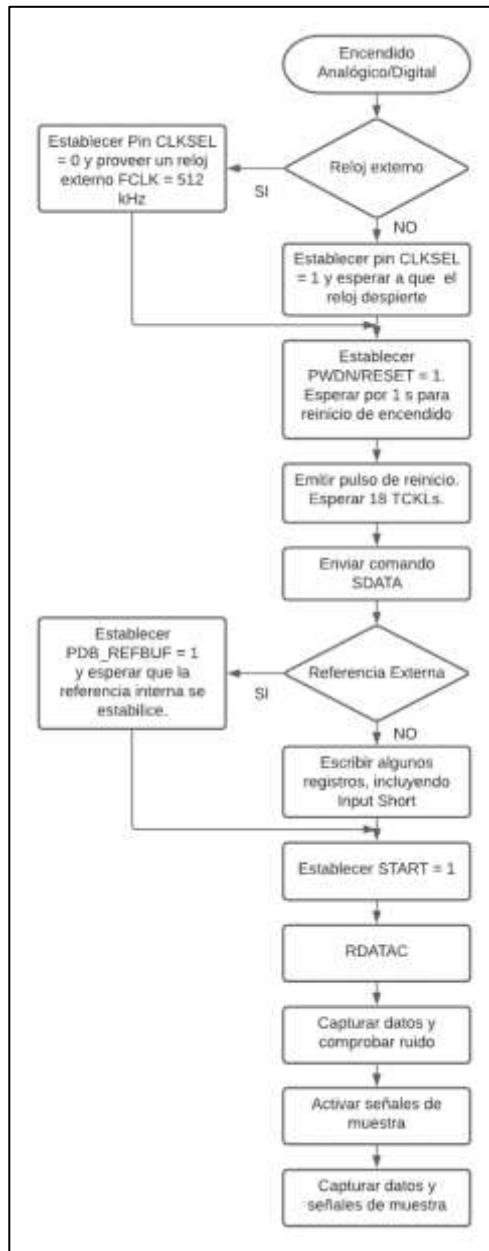 Encendido
Analógico/Digital
Reloj externo
SI
Establecer Pin CLKSEL
= 0 y proveer un reloj
externo FCLK = 512
kHz
NO
Establecer pin CLKSEL
= 1 y esperar a que el
reloj despierte
Establecer
PWDN/RESET = 1.
Esperar por 1 s para
reinicio de encendido
Emitir pulso de reinicio.
Esperar 18 TCKLs.
Enviar comando
SDATA
Referencia Externa
SI
Establecer
PDB_REFBUF = 1
y esperar que la
referencia interna se
estabilice.
NO
Escribir algunos
registros, incluyendo
Input Short
Establecer START = 1
RDATAC
Capturar datos y
comprobar ruido
Activar señales de
muestra
Capturar datos y
señales de muestra